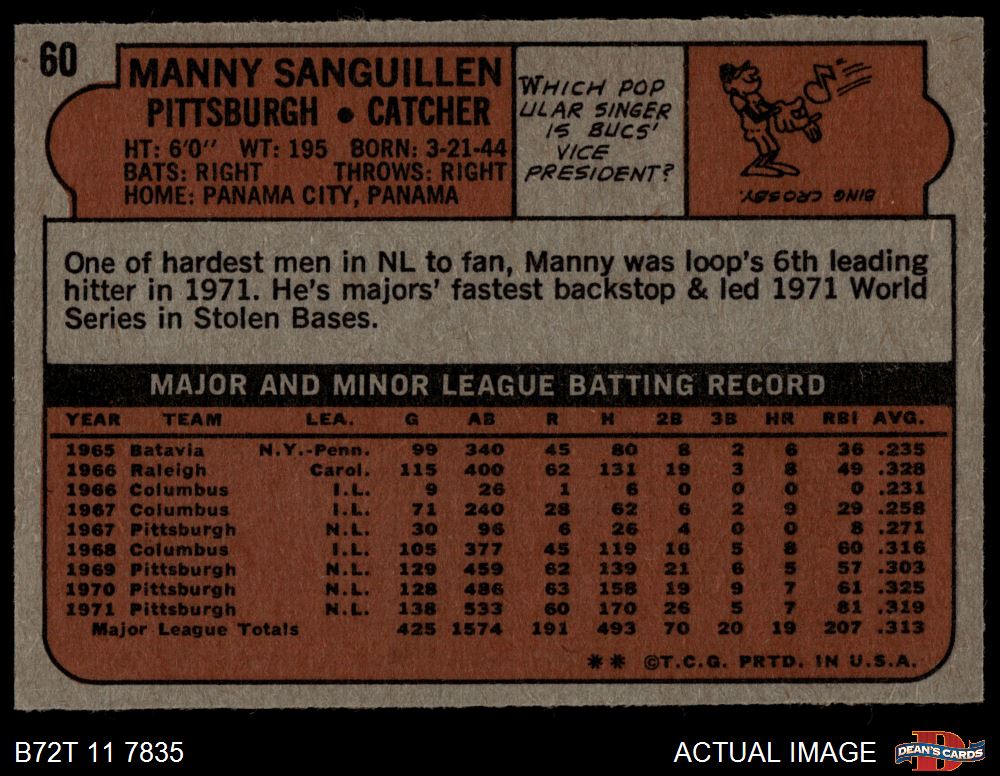 60
MANNY SANGUILLEN
PITTSBURGH • CATCHER
HT: 6'0" WT: 195 BORN: 3-21-44
BATS: RIGHT THROWS: RIGHT
HOME: PANAMA CITY, PANAMA
WHICH POP
ULAR SINGER
IS BUCS'
VICE
PRESIDENT?
BING CROSBY.
One of hardest men in NL to fan, Manny was loop's 6th leading
hitter in 1971. He's majors' fastest backstop & led 1971 World
Series in Stolen Bases.
MAJOR AND MINOR LEAGUE BATTING RECORD
YEAR TEAM LEA. G AB R H 2B 3B HR RBI AVG.
1965 Batavia N.Y.-Penn. 99 340 45 80 8 2 6 36 .235
1966 Raleigh Carol. 115 400 62 131 19 3 8 49 .328
1966 Columbus I.L. 9 26 1 6 0 0 0 0 .231
1967 Columbus I.L. 71 240 28 62 6 2 9 29 .258
1967 Pittsburgh N.L. 30 96 6 26 4 0 0 8 .271
1968 Columbus I.L. 105 377 45 119 16 5 8 60 .316
1969 Pittsburgh N.L. 129 459 62 139 21 6 5 57 .303
1970 Pittsburgh N.L. 128 486 63 158 19 9 7 61 .325
1971 Pittsburgh N.L. 138 533 60 170 26 5 7 81 .319
Major League Totals 425 1574 191 493 70 20 19 207 .313
** ©T.C.G. PRTD. IN U.S.A.
B72T 11 7835
ACTUAL IMAGE
D
DEAN'S CARDS